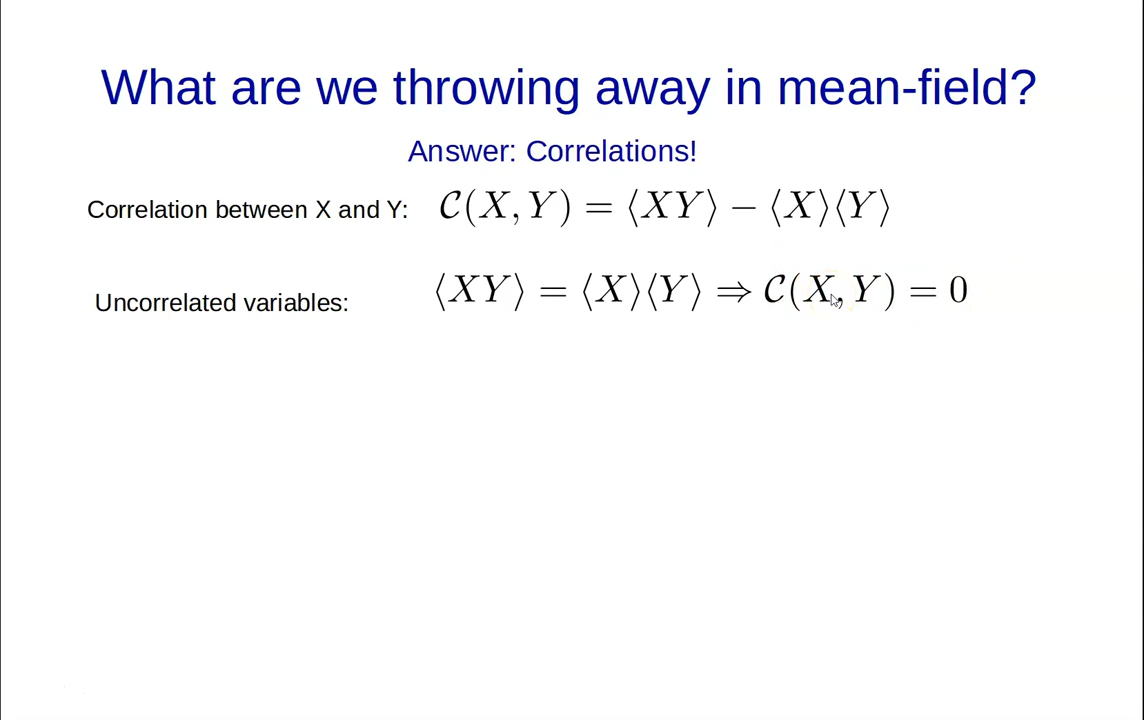 What are we throwing away in mean-field?
Answer: Correlations!
Correlation between X and Y: 𝒞(X, Y) = ⟨XY⟩ − ⟨X⟩⟨Y⟩
Uncorrelated variables: ⟨XY⟩ = ⟨X⟩⟨Y⟩ ⇒ 𝒞(X, Y) = 0